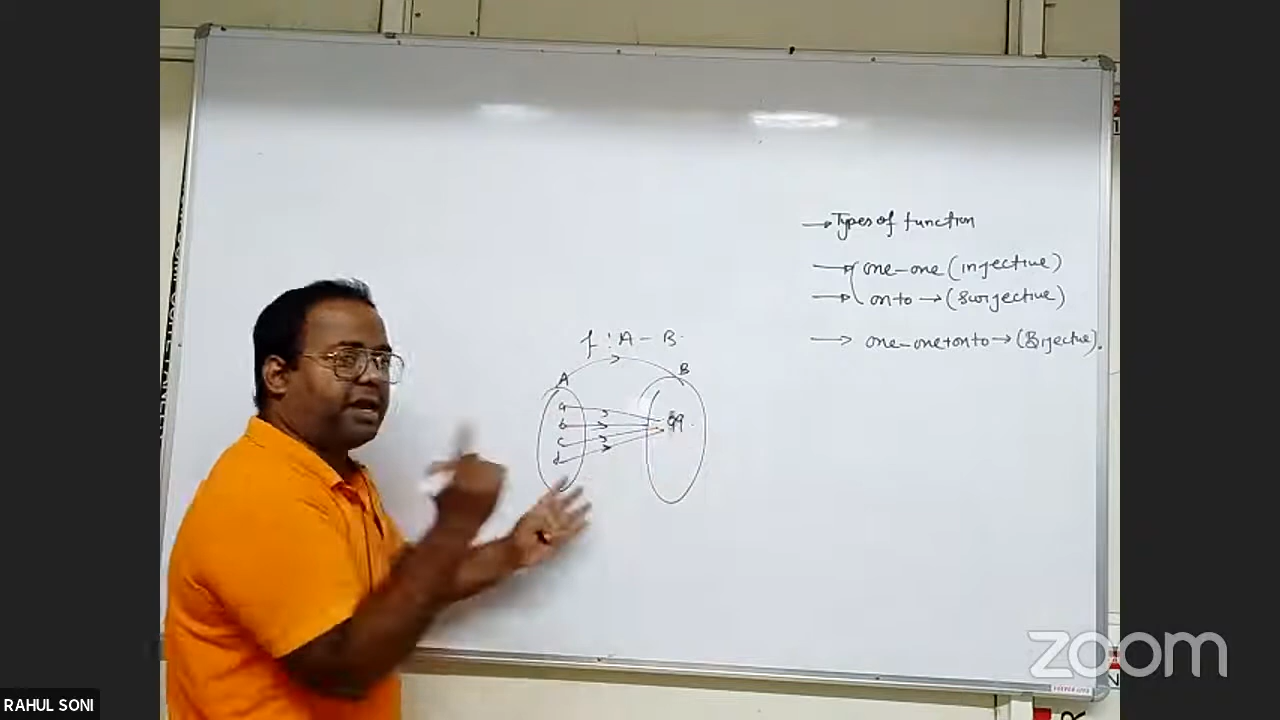 → Types of function
→ one-one (injective)
→ onto → (Surjective)
f : A - B.
→ one-one+onto → (Bijective).
A
B
a
b
c
d
zoom
RAHUL SONI